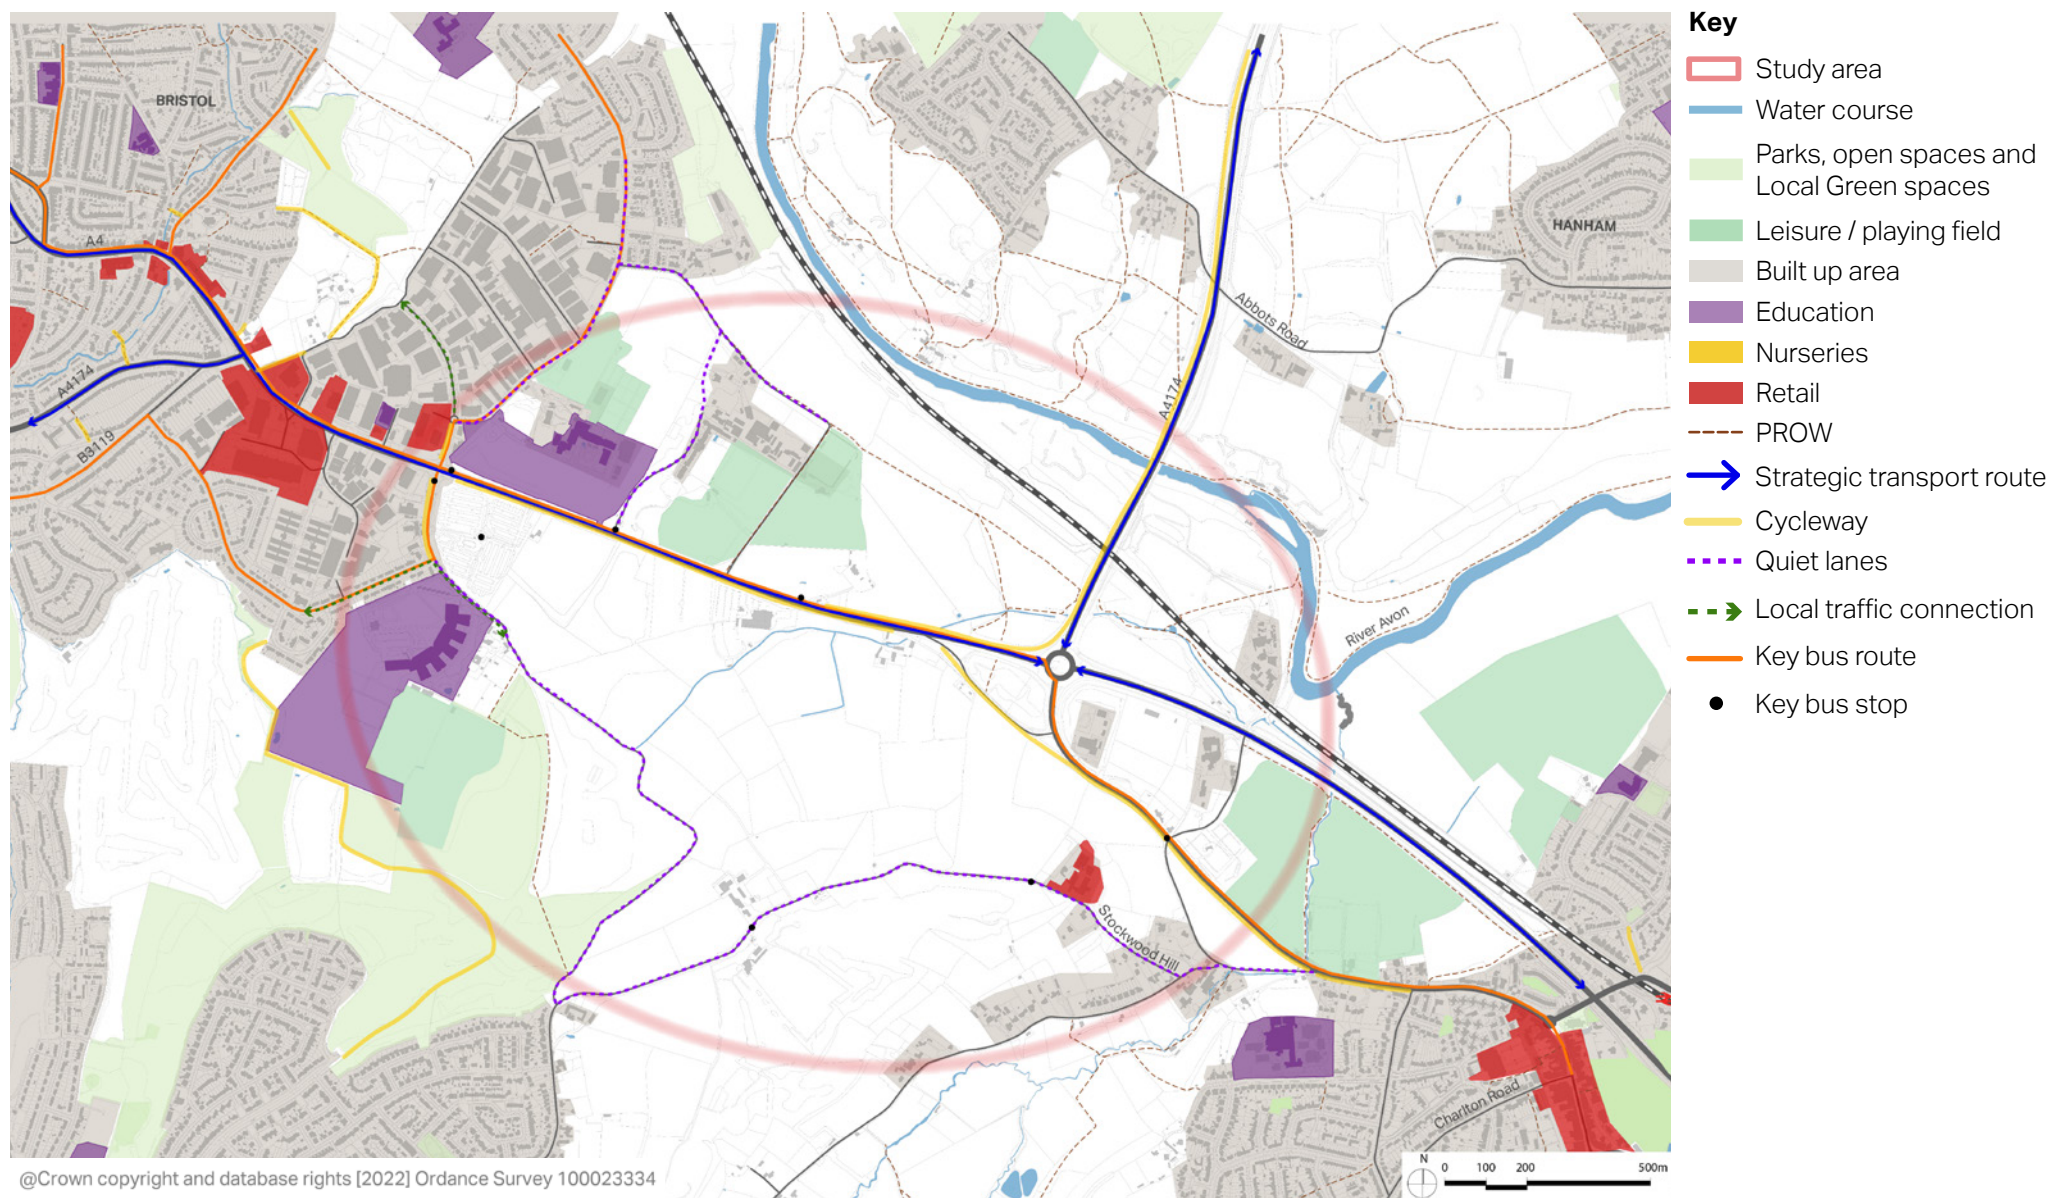 Key
Study area
Water course
Parks, open spaces and
Local Green spaces
Leisure / playing field
Built up area
Education
Nurseries
Retail
PROW
Strategic transport route
Cycleway
Quiet lanes
Local traffic connection
Key bus route
Key bus stop
BRISTOL
HANHAM
A4
A4174
B3119
Abbots Road
A4174
River Avon
Stockwood Hill
Charlton Road
N
0 100 200 500m
@Crown copyright and database rights [2022] Ordance Survey 100023334